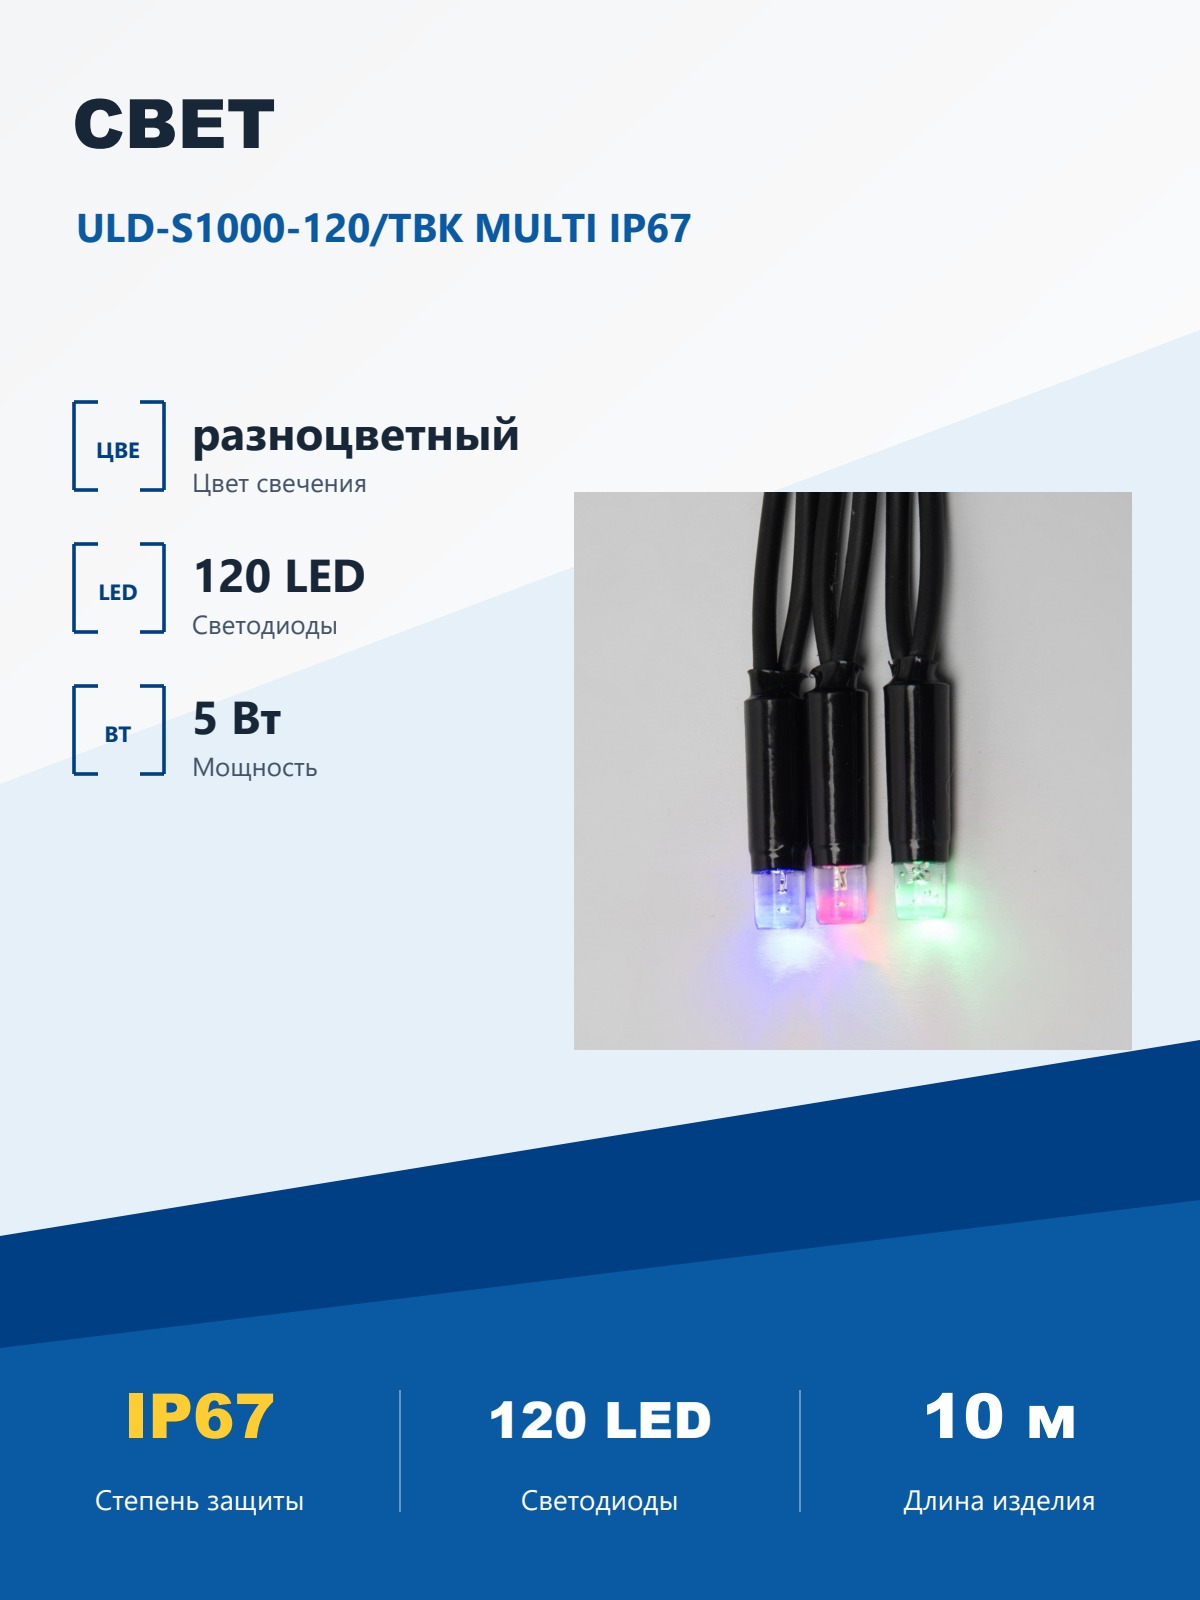 СВЕТ
ULD-S1000-120/TBK MULTI IP67
ЦВЕ
разноцветный
Цвет свечения
LED
120 LED
Светодиоды
ВТ
5 Вт
Мощность
IP67
120 LED
10 м
Степень защиты
Светодиоды
Длина изделия